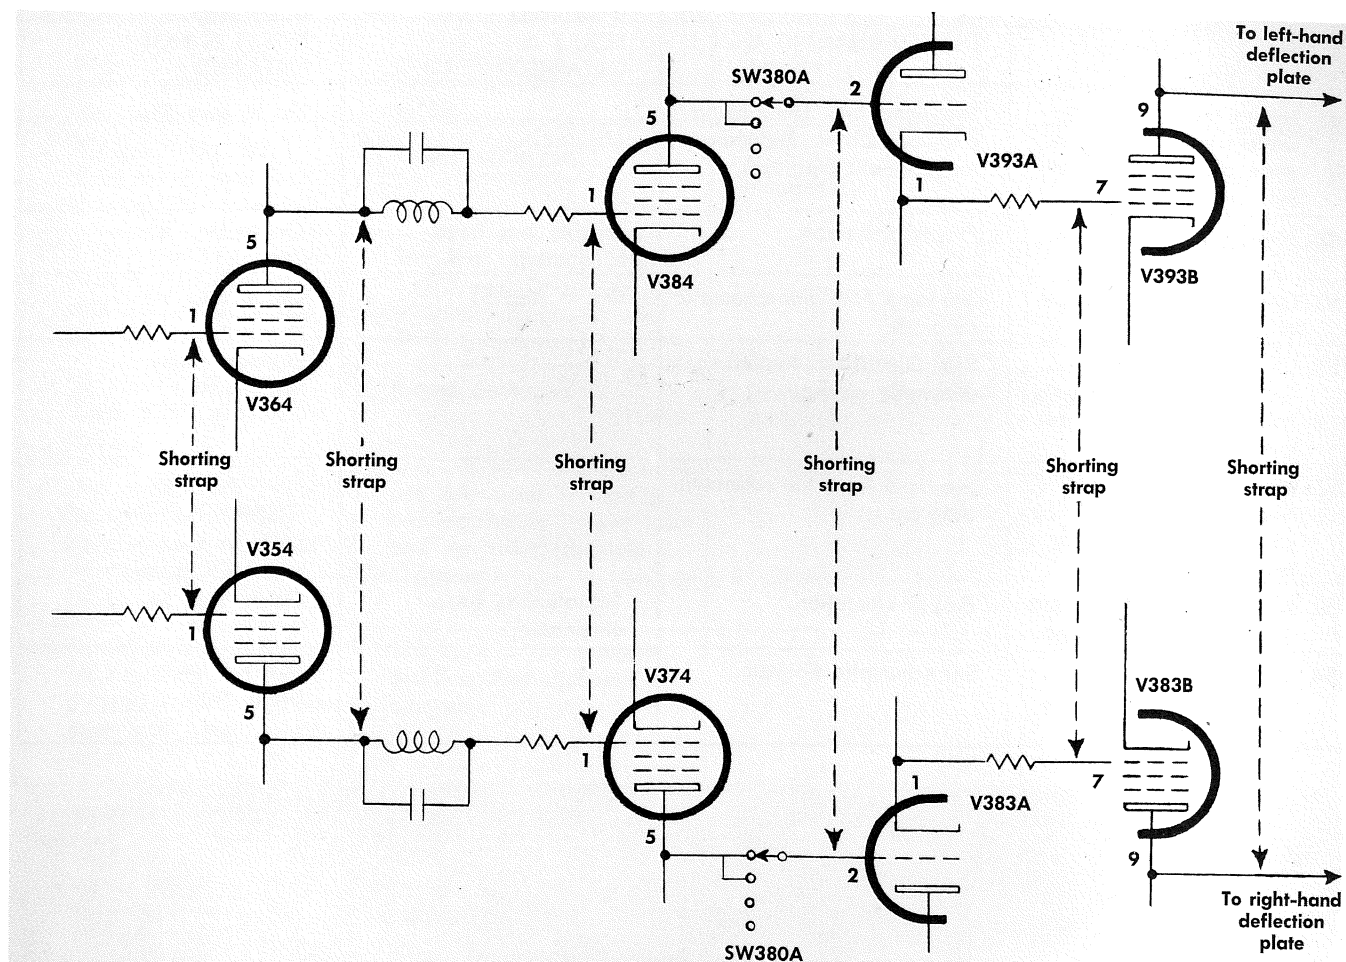 To left-hand
deflection
plate
SW380A
2
9
5
V393A
1
1
7
5
V384
V393B
1
V364
Shorting
strap
Shorting
strap
Shorting
strap
Shorting
strap
Shorting
strap
Shorting
strap
V354
1
V374
V383B
5
1
1
7
V383A
5
2
9
To right-hand
deflection
plate
SW380A